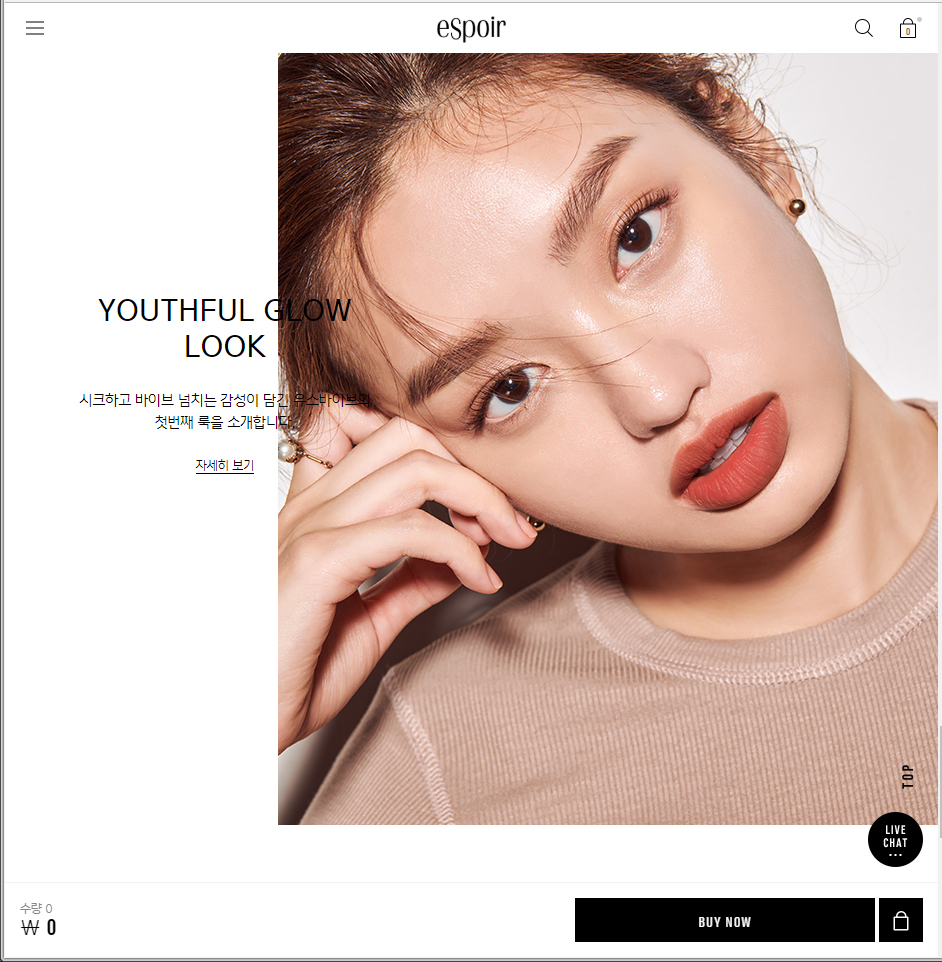 eSpoir
0
YOUTHFUL GLOW
LOOK
시크하고 바이브 넘치는 감성이 담긴 무스바이브의
첫번째 룩을 소개합니다.
자세히 보기
TOP
LIVE
CHAT
...
수량 0
₩ 0
BUY NOW